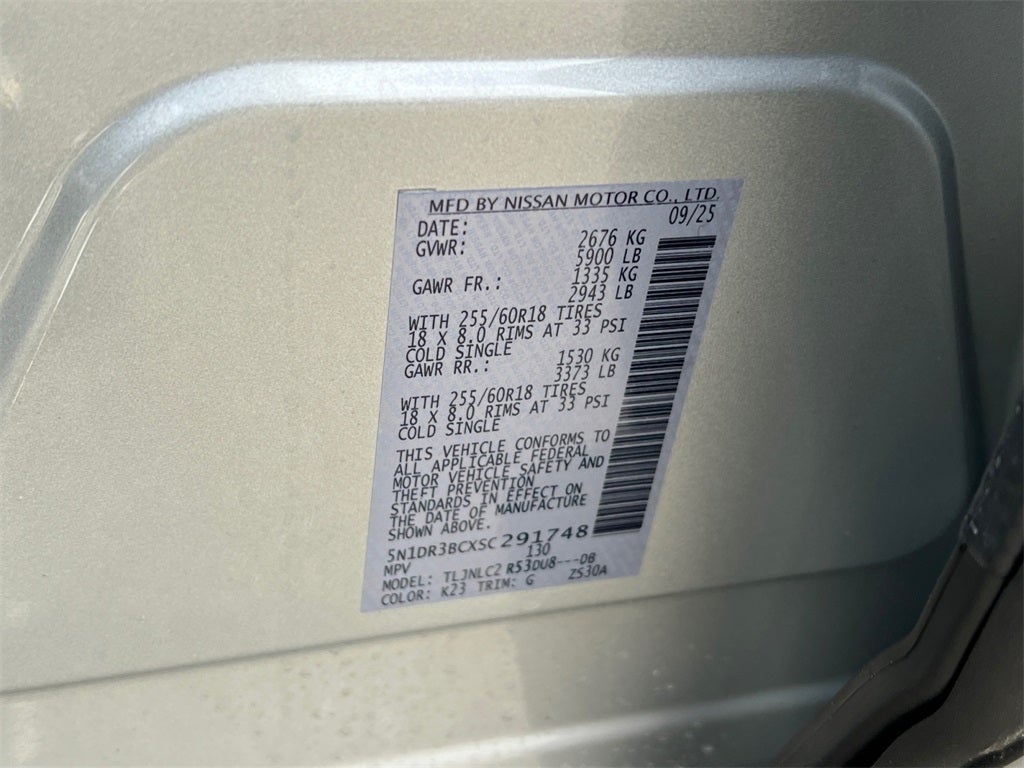 MFD BY NISSAN MOTOR CO., LTD.
DATE: 09/25
GVWR: 2676 KG
5900 LB
GAWR FR.: 1335 KG
2943 LB
WITH 255/60R18 TIRES
18 X 8.0 RIMS AT 33 PSI
COLD SINGLE
GAWR RR.: 1530 KG
3373 LB
WITH 255/60R18 TIRES
18 X 8.0 RIMS AT 33 PSI
COLD SINGLE
THIS VEHICLE CONFORMS TO
ALL APPLICABLE FEDERAL
MOTOR VEHICLE SAFETY AND
THEFT PREVENTION
STANDARDS IN EFFECT ON
THE DATE OF MANUFACTURE
SHOWN ABOVE.
5N1DR3BCXSC291748
MPV 130
MODEL: TLJNLC2 R53DU8---DB
COLOR: K23 TRIM: G ZS30A